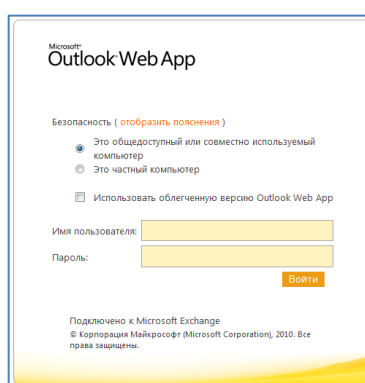 Microsoft®
Outlook Web App
Безопасность ( отобразить пояснения )
Это общедоступный или совместно используемый
компьютер
Это частный компьютер
Использовать облегченную версию Outlook Web App
Имя пользователя:
Пароль:
Войти
Подключено к Microsoft Exchange
© Корпорация Майкрософт (Microsoft Corporation), 2010. Все
права защищены.